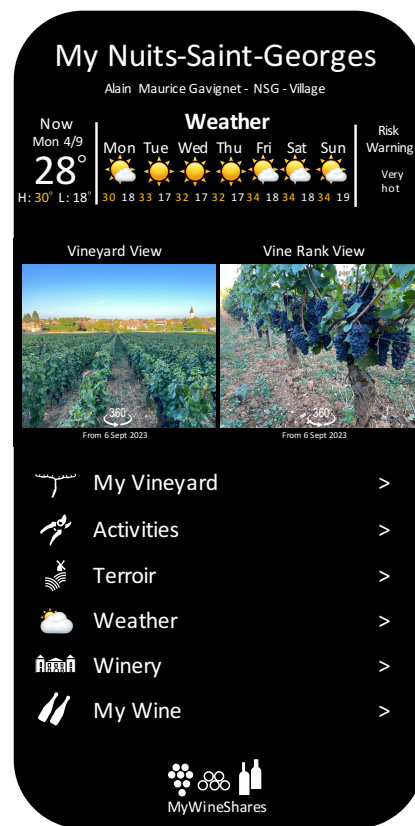 My Nuits-Saint-Georges
Alain Maurice Gavignet - NSG - Village
Now
Mon 4/9
28°
H: 30° L: 18°
Weather
Mon Tue Wed Thu Fri Sat Sun
30 18 33 17 32 17 32 17 34 18 34 18 34 19
Risk
Warning
Very
hot
Vineyard View
Vine Rank View
360
360
From 6 Sept 2023
From 6 Sept 2023
My Vineyard >
Activities >
Terroir >
Weather >
Winery >
My Wine >
MyWineShares